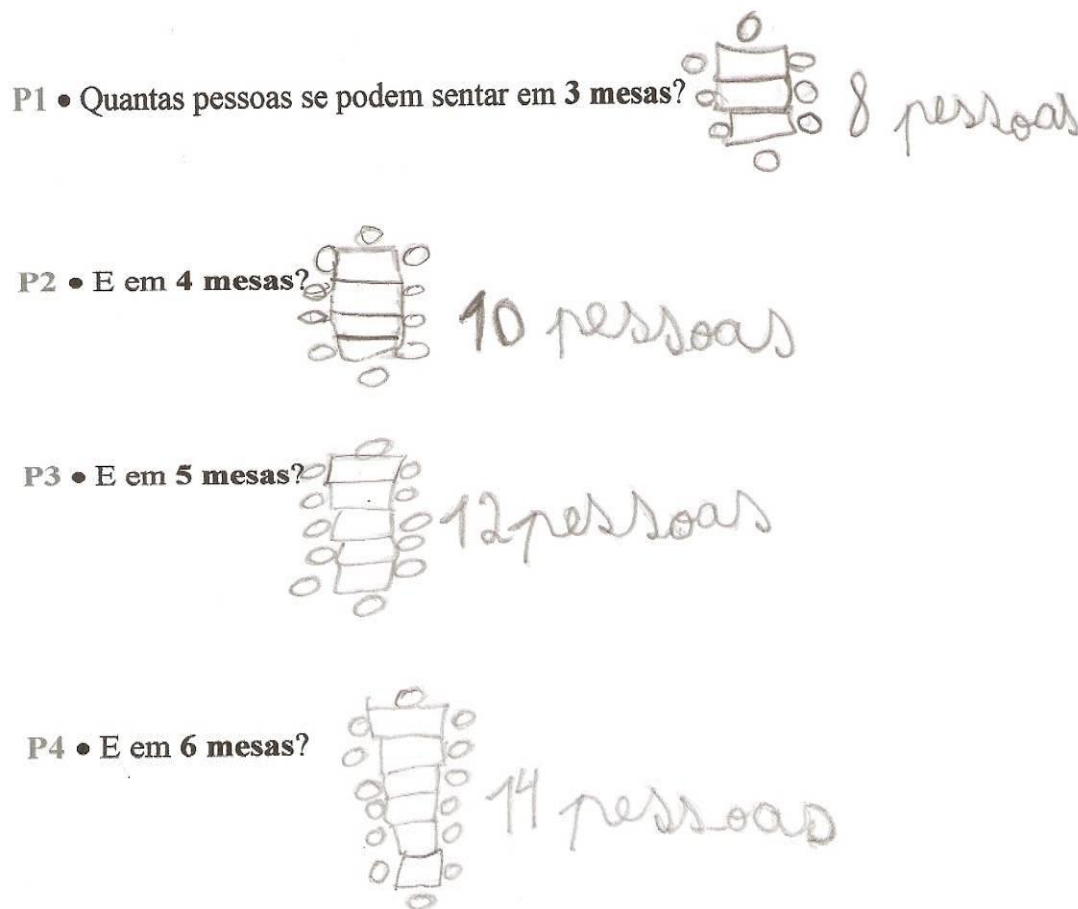 P1 • Quantas pessoas se podem sentar em 3 mesas? 8 pessoas
P2 • E em 4 mesas? 10 pessoas
P3 • E em 5 mesas? 12 pessoas
P4 • E em 6 mesas? 14 pessoas